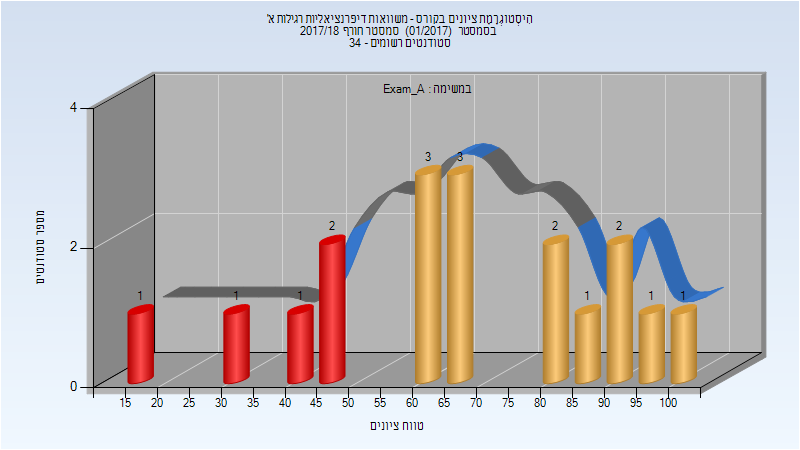 היסטוגרמת ציונים בקורס - משוואות דיפרנציאליות רגילות א'
בסמסטר (01/2017) סמסטר חורף 2017/18
סטודנטים רשומים - 34
במשימה : Exam_A
מספר סטודנטים
4
2
0
1 1 1 2 3 3 2 1 2 1 1
15 20 25 30 35 40 45 50 55 60 65 70 75 80 85 90 95 100
טווח ציונים